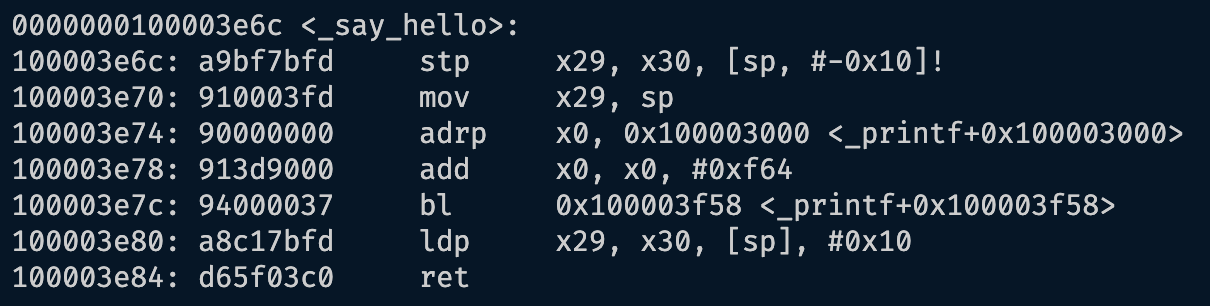 0000000100003e6c <_say_hello>:
100003e6c: a9bf7bfd     stp     x29, x30, [sp, #-0x10]!
100003e70: 910003fd     mov     x29, sp
100003e74: 90000000     adrp    x0, 0x100003000 <_printf+0x100003000>
100003e78: 913d9000     add     x0, x0, #0xf64
100003e7c: 94000037     bl      0x100003f58 <_printf+0x100003f58>
100003e80: a8c17bfd     ldp     x29, x30, [sp], #0x10
100003e84: d65f03c0     ret